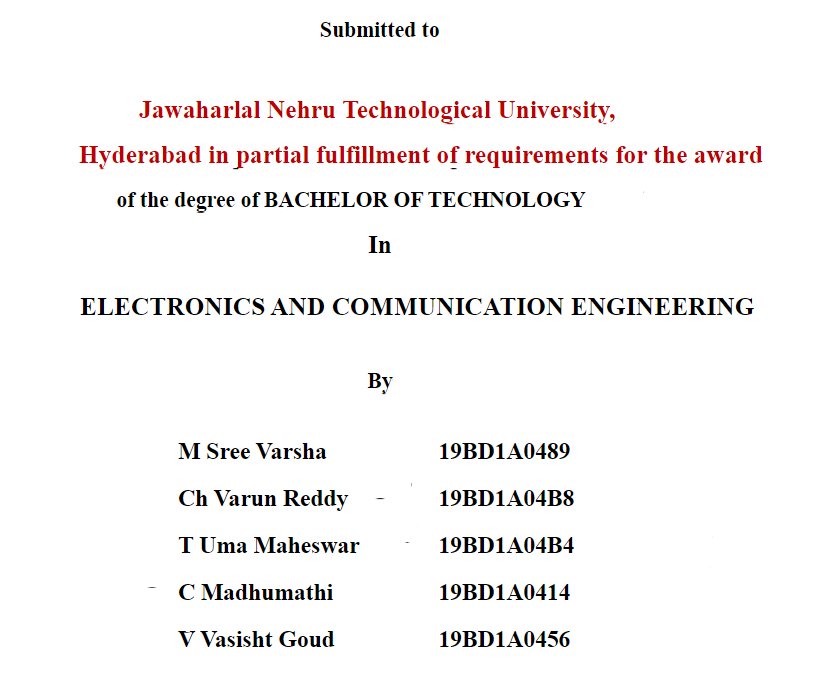 Submitted to
Jawaharlal Nehru Technological University,
Hyderabad in partial fulfillment of requirements for the award
of the degree of BACHELOR OF TECHNOLOGY
In
ELECTRONICS AND COMMUNICATION ENGINEERING
By
M Sree Varsha 19BD1A0489
Ch Varun Reddy 19BD1A04B8
T Uma Maheswar 19BD1A04B4
C Madhumathi 19BD1A0414
V Vasisht Goud 19BD1A0456